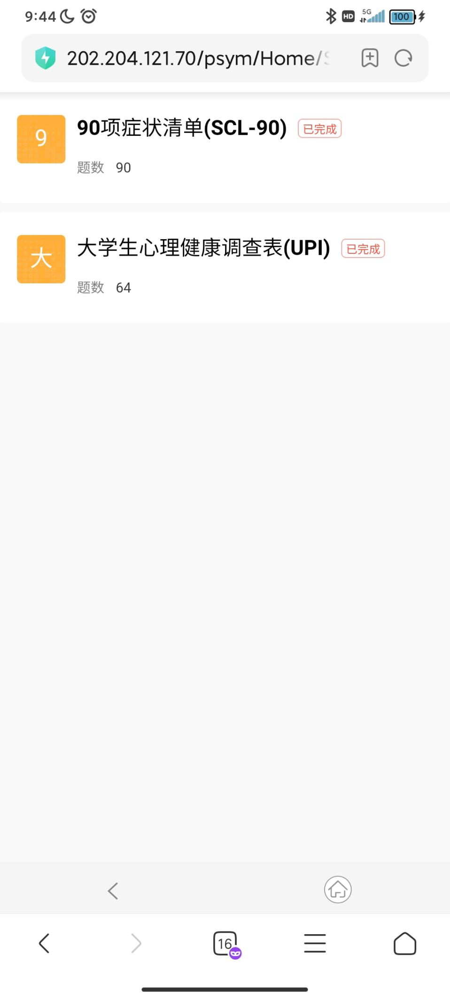 9:44 HD 5G 100
202.204.121.70/psym/Home/
9 90项症状清单(SCL-90) 已完成
题数 90
大 大学生心理健康调查表(UPI) 已完成
题数 64
16